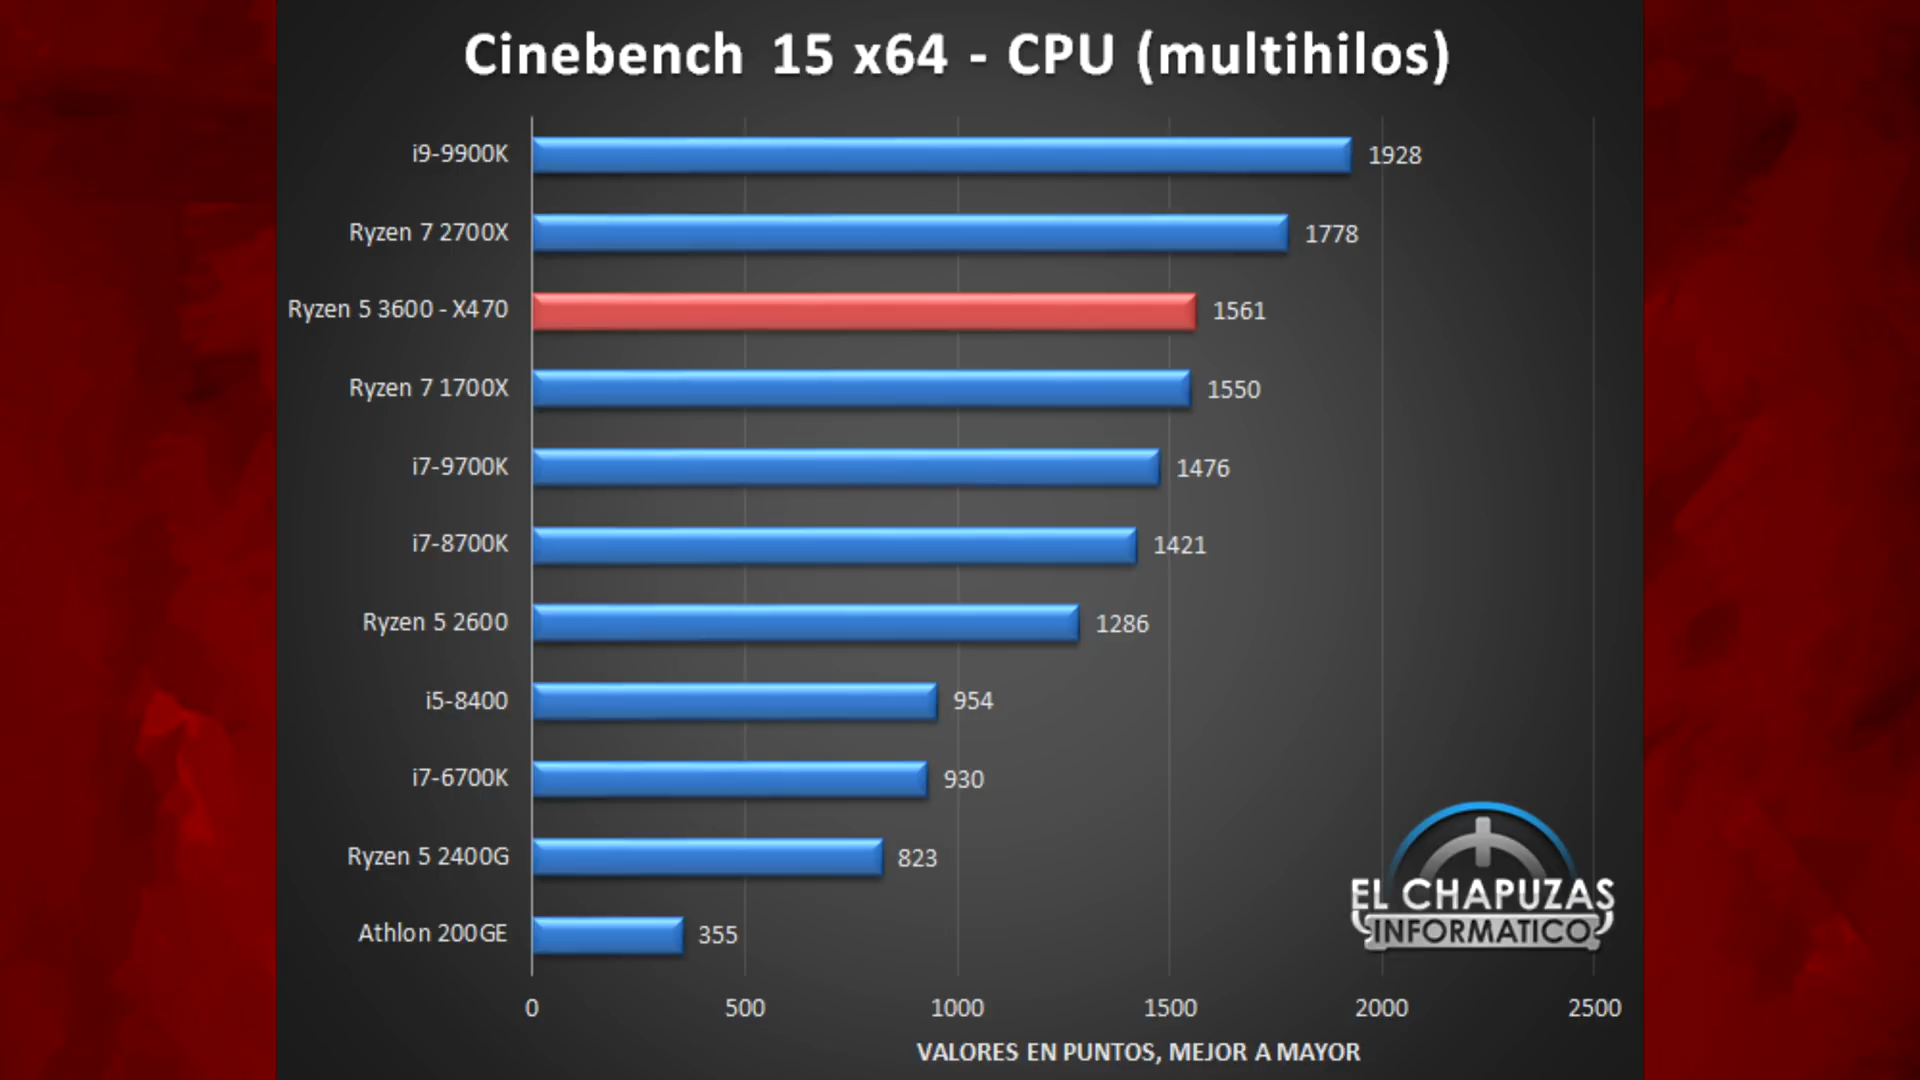 Cinebench 15 x64 - CPU (multihilos)
i9-9900K 1928
Ryzen 7 2700X 1778
Ryzen 5 3600 - X470 1561
Ryzen 7 1700X 1550
i7-9700K 1476
i7-8700K 1421
Ryzen 5 2600 1286
i5-8400 954
i7-6700K 930
Ryzen 5 2400G 823
Athlon 200GE 355
0 500 1000 1500 2000 2500
VALORES EN PUNTOS, MEJOR A MAYOR
EL CHAPUZAS
INFORMATICO